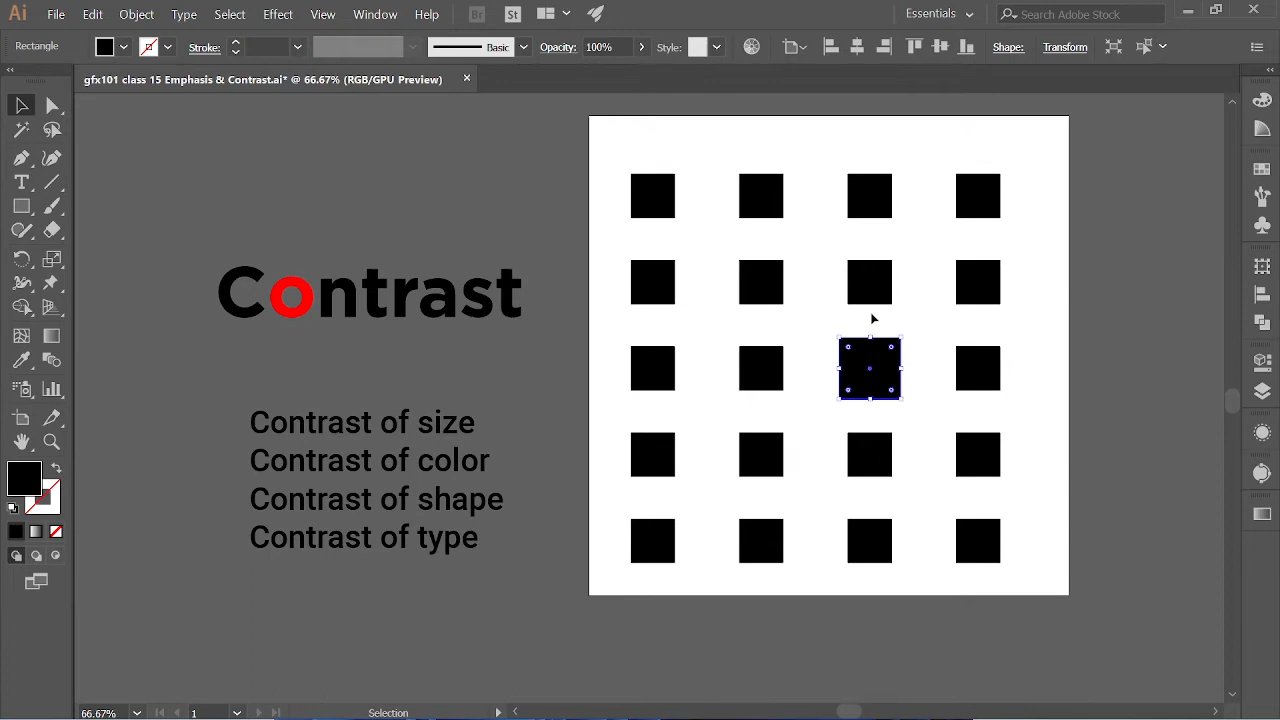 Ai File Edit Object Type Select Effect View Window Help Br St Essentials Search Adobe Stock
Rectangle Stroke: Basic Opacity: 100% Style: Shape: Transform
gfx101 class 15 Emphasis & Contrast.ai* @ 66.67% (RGB/GPU Preview)
Contrast
Contrast of size
Contrast of color
Contrast of shape
Contrast of type
66.67% 1 Selection